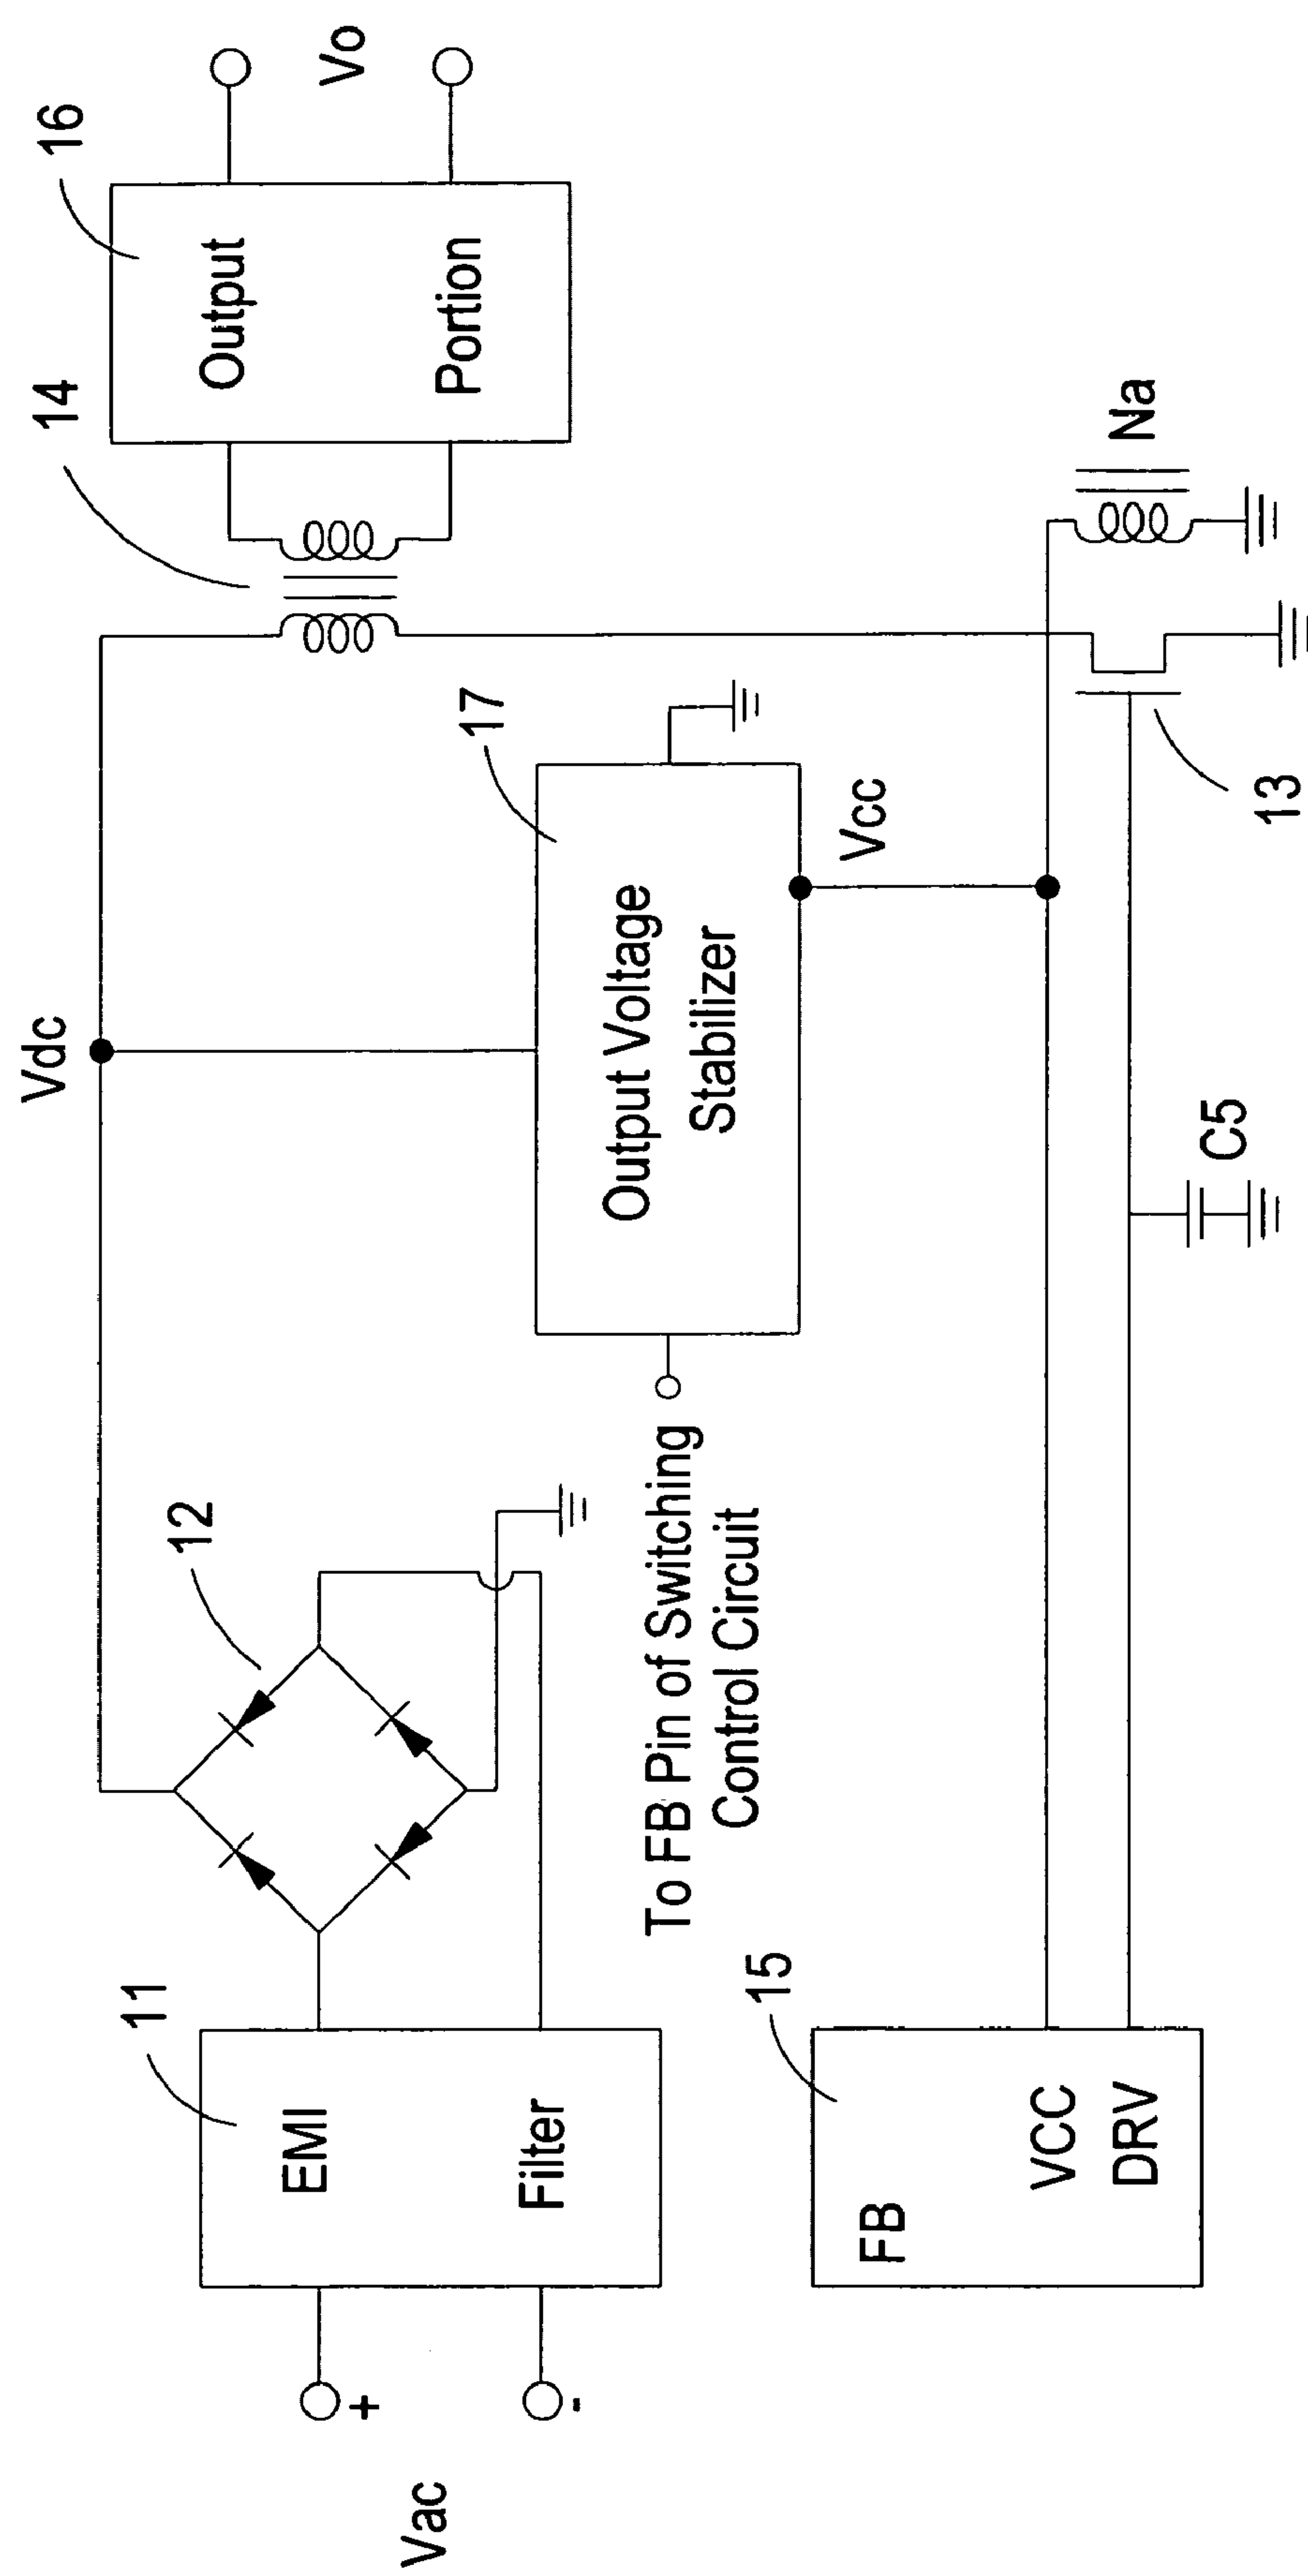 Vac
+
-
11
EMI
Filter
12
Vdc
14
16
Output
Portion
Vo
17
Output Voltage
Stabilizer
To FB Pin of Switching
Control Circuit
Vcc
15
FB
VCC
DRV
C5
13
Na